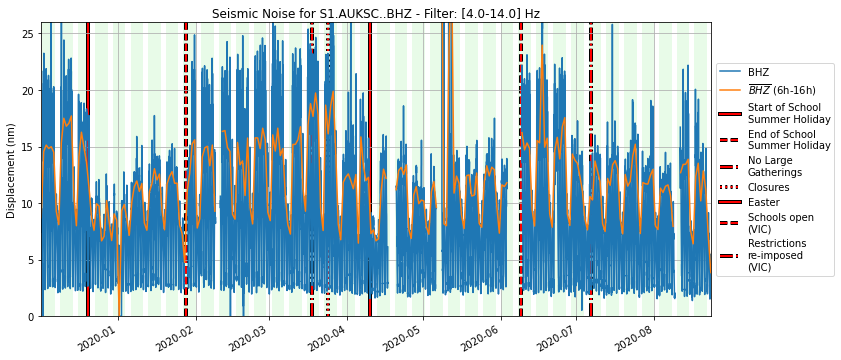 Seismic Noise for S1.AUKSC..BHZ - Filter: [4.0-14.0] Hz
25
20
15
10
5
0
Displacement (nm)
2020-01
2020-02
2020-03
2020-04
2020-05
2020-06
2020-07
2020-08
BHZ
BHZ (6h-16h)
Start of School
Summer Holiday
End of School
Summer Holiday
No Large
Gatherings
Closures
Easter
Schools open
(VIC)
Restrictions
re-imposed
(VIC)